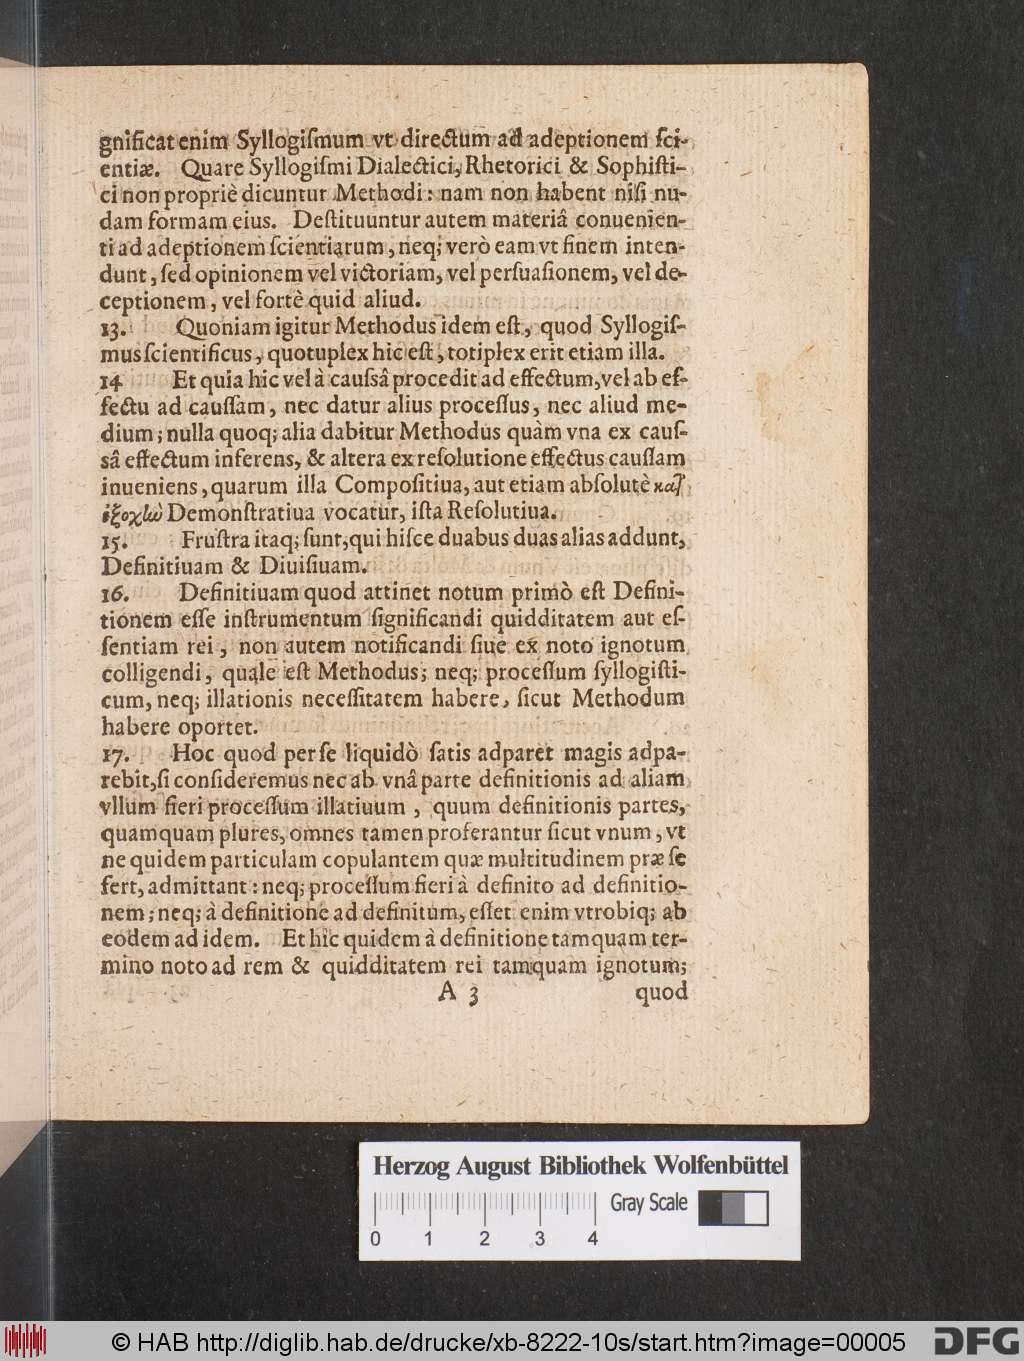 gnificat enim Syllogiſmum vt directum ad adeptionem ſci-
entiæ. Quare Syllogiſmi Dialectici, Rhetorici & Sophiſti-
ci non propriè dicuntur Methodi: nam non habent niſi nu-
dam formam eius. Deſtituuntur autem materiâ conuenien-
ti ad adeptionem ſcientiarum, neq; verò eam vt finem inten-
dunt, ſed opinionem vel victoriam, vel perſuaſionem, vel de-
ceptionem, vel fortè quid aliud.
13. Quoniam igitur Methodus idem eſt, quod Syllogiſ-
mus ſcientificus, quotuplex hic eſt, totiplex erit etiam illa.
14 Et quia hic vel à cauſsâ procedit ad effectum, vel ab ef-
fectu ad cauſſam, nec datur alius proceſſus, nec aliud me-
dium; nulla quoq; alia dabitur Methodus quàm vna ex cauſ-
sâ effectum inferens, & altera ex reſolutione effectus cauſſam
inueniens, quarum illa Compoſitiua, aut etiam abſolutè κατ᾽
ἐξοχὴν Demonſtratiua vocatur, iſta Reſolutiua.
15. Fruſtra itaq; ſunt, qui hiſce duabus duas alias addunt,
Definitiuam & Diuiſiuam.
16. Definitiuam quod attinet notum primò eſt Defini-
tionem eſſe inſtrumentum ſignificandi quidditatem aut eſ-
ſentiam rei, non autem notificandi ſiue ex noto ignotum
colligendi, quale eſt Methodus; neq; proceſſum ſyllogiſti-
cum, neq; illationis neceſſitatem habere, ſicut Methodum
habere oportet.
17. Hoc quod per ſe liquidò ſatis adparet magis adpa-
rebit, ſi conſideremus nec ab vnâ parte definitionis ad aliam
vllum fieri proceſſum illatiuum, quum definitionis partes,
quamquam plures, omnes tamen proferantur ſicut vnum, vt
ne quidem particulam copulantem quæ multitudinem præ ſe
fert, admittant: neq; proceſſum fieri à definito ad definitio-
nem; neq; à definitione ad definitum, eſſet enim vtrobiq; ab
eodem ad idem. Et hic quidem à definitione tamquam ter-
mino noto ad rem & quidditatem rei tamquam ignotum;
A 3 quod
Herzog August Bibliothek Wolfenbüttel
Gray Scale
0 1 2 3 4
© HAB http://diglib.hab.de/drucke/xb-8222-10s/start.htm?image=00005
DFG